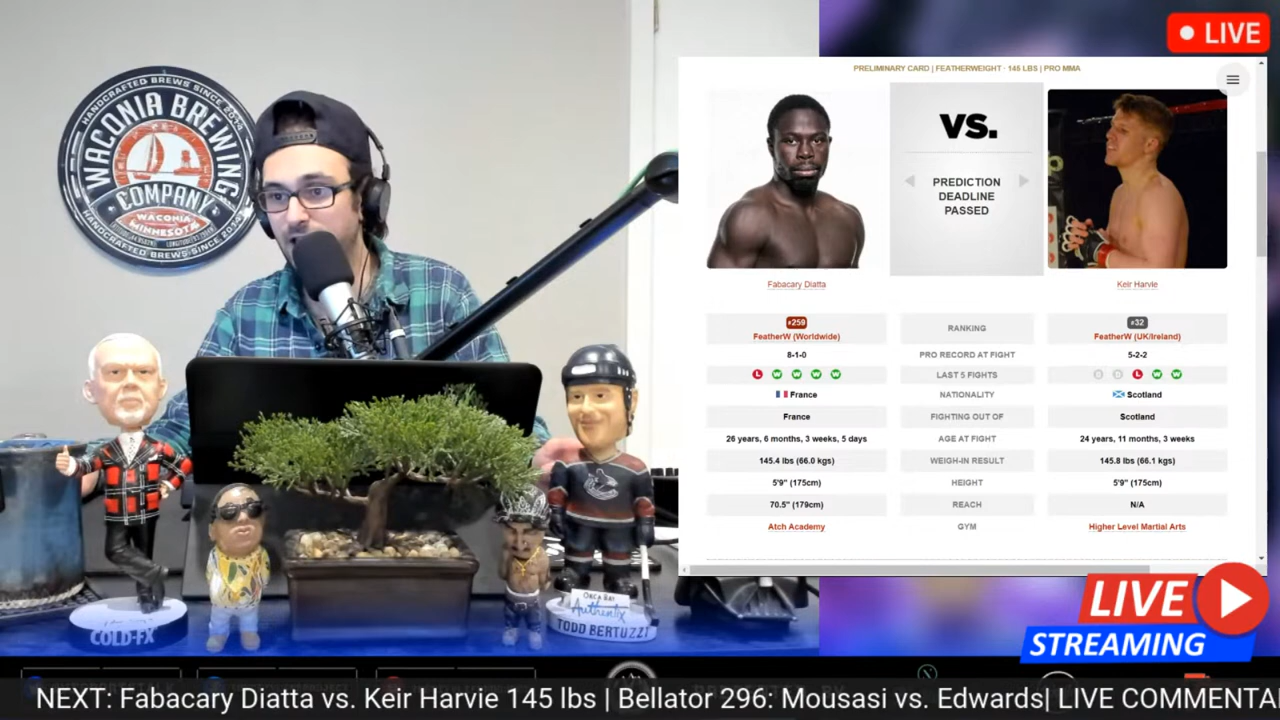 LIVE
PRELIMINARY CARD | FEATHERWEIGHT · 145 LBS | PRO MMA
HANDCRAFTED BREWS SINCE
WACONIA BREWING
COMPANY
WACONIA
MINNESOTA
HANDCRAFTED BREWS SINCE
VS.
PREDICTION
DEADLINE
PASSED
Fabacary Diatta
Keir Harvie
#259
FeatherW (Worldwide)
RANKING
#32
FeatherW (UK/Ireland)
8-1-0
PRO RECORD AT FIGHT
5-2-2
L W W W W
LAST 5 FIGHTS
D D L W W
France
NATIONALITY
Scotland
France
FIGHTING OUT OF
Scotland
26 years, 6 months, 3 weeks, 5 days
AGE AT FIGHT
24 years, 11 months, 3 weeks
145.4 lbs (66.0 kgs)
WEIGH-IN RESULT
145.8 lbs (66.1 kgs)
5'9" (175cm)
HEIGHT
5'9" (175cm)
70.5" (179cm)
REACH
N/A
Atch Academy
GYM
Higher Level Martial Arts
COLD-FX
ORCA BAY
Authentix
TODD BERTUZZI
LIVE
STREAMING
NEXT: Fabacary Diatta vs. Keir Harvie 145 lbs | Bellator 296: Mousasi vs. Edwards| LIVE COMMENTA